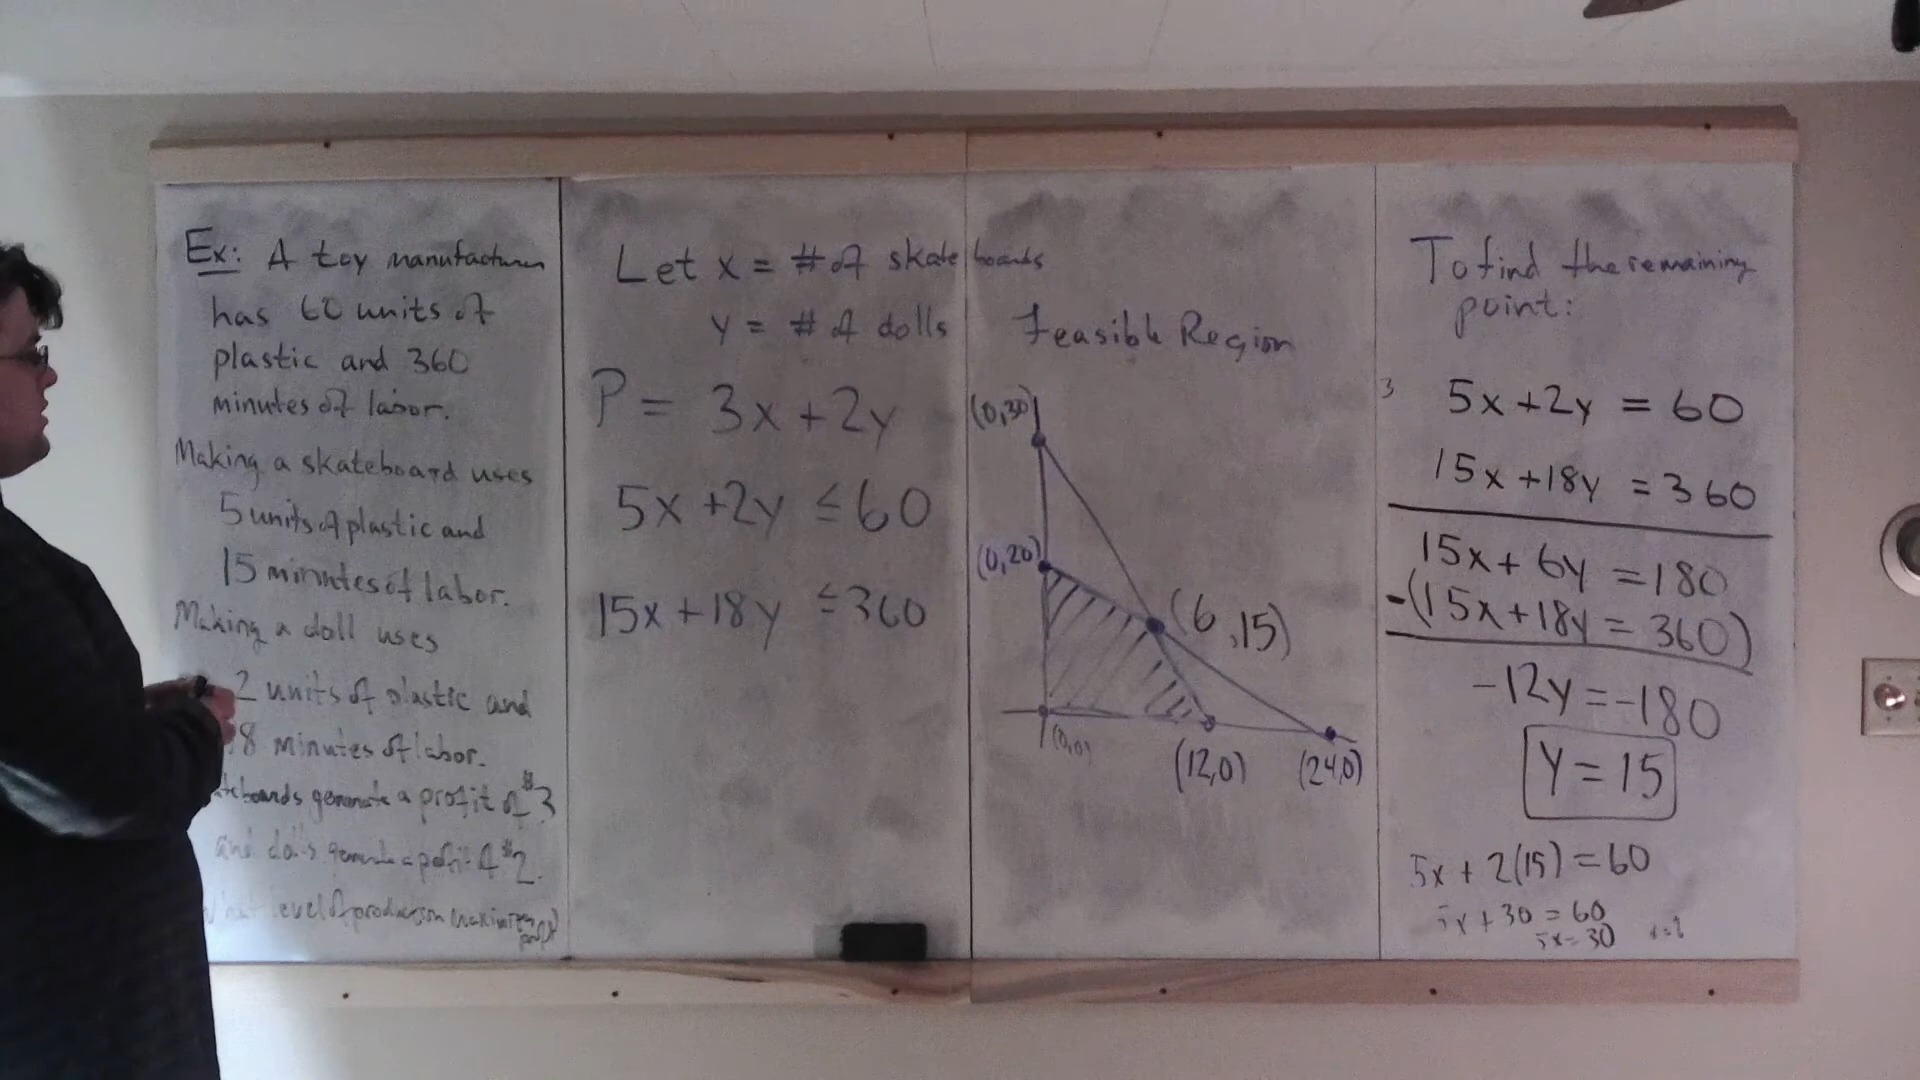 Ex: A toy manufacturer
has 60 units of
plastic and 360
minutes of labor.
Making a skateboard uses
5 units of plastic and
15 minutes of labor.
Making a doll uses
2 units of plastic and
8 minutes of labor.
teboards generate a profit of $3
and dolls generate a profit of $2.
level of production maximizes profit?
Let x = # of skateboards
y = # of dolls
P = 3x + 2y
5x + 2y ≤ 60
15x + 18y ≤ 360
Feasible Region
(0,30)
(0,20)
(6,15)
(0,0)
(12,0)
(24,0)
To find the remaining
point:
3 5x + 2y = 60
15x + 18y = 360
15x + 6y = 180
-(15x + 18y = 360)
-12y = -180
y = 15
5x + 2(15) = 60
5x + 30 = 60
5x = 30